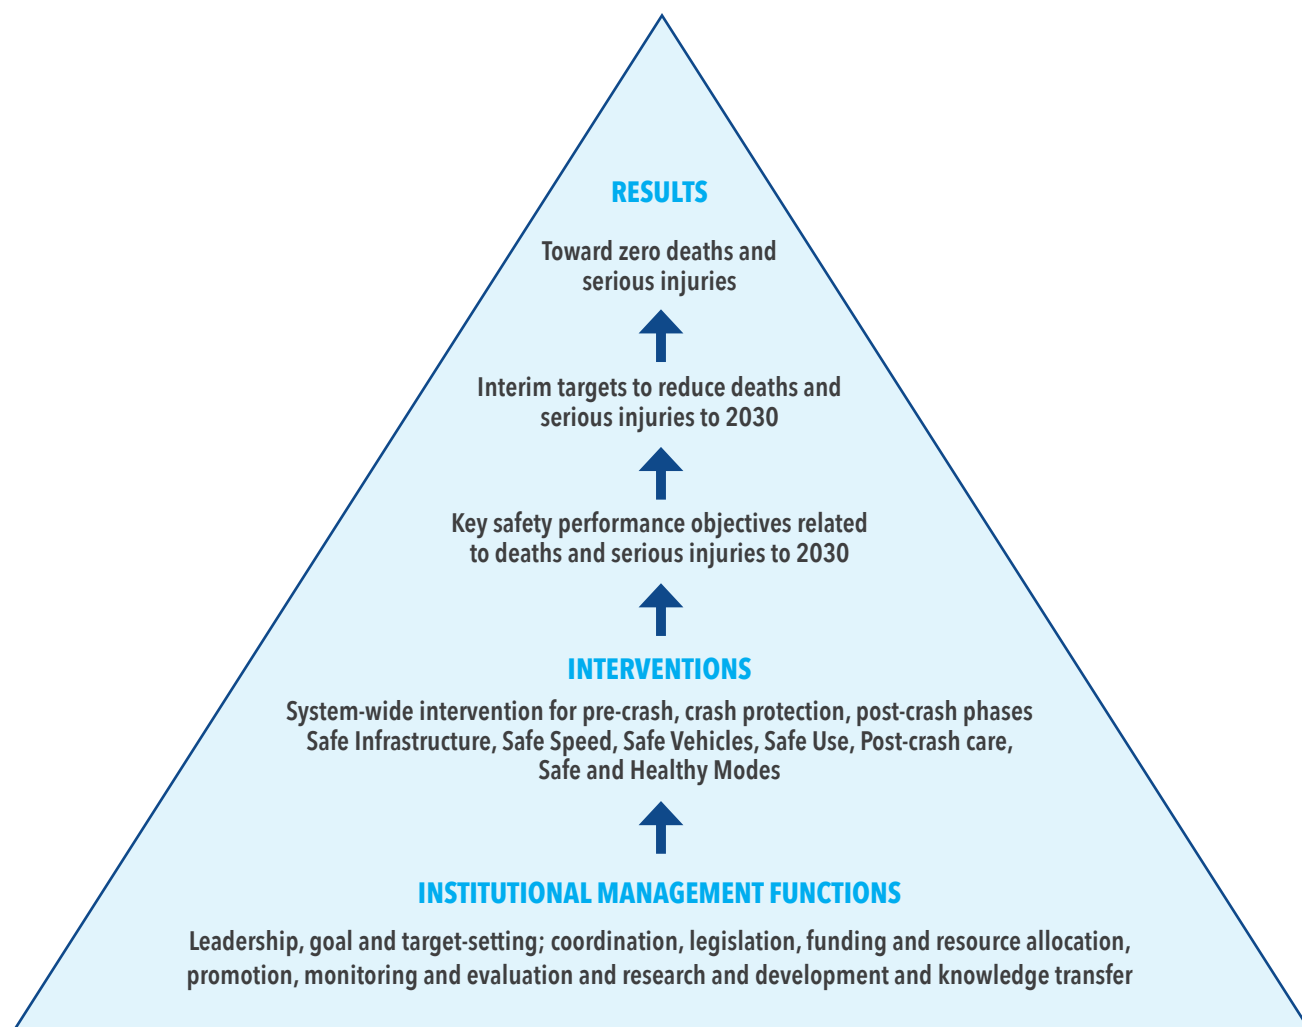 RESULTS
Toward zero deaths and
serious injuries
Interim targets to reduce deaths and
serious injuries to 2030
Key safety performance objectives related
to deaths and serious injuries to 2030
INTERVENTIONS
System-wide intervention for pre-crash, crash protection, post-crash phases
Safe Infrastructure, Safe Speed, Safe Vehicles, Safe Use, Post-crash care,
Safe and Healthy Modes
INSTITUTIONAL MANAGEMENT FUNCTIONS
Leadership, goal and target-setting; coordination, legislation, funding and resource allocation,
promotion, monitoring and evaluation and research and development and knowledge transfer